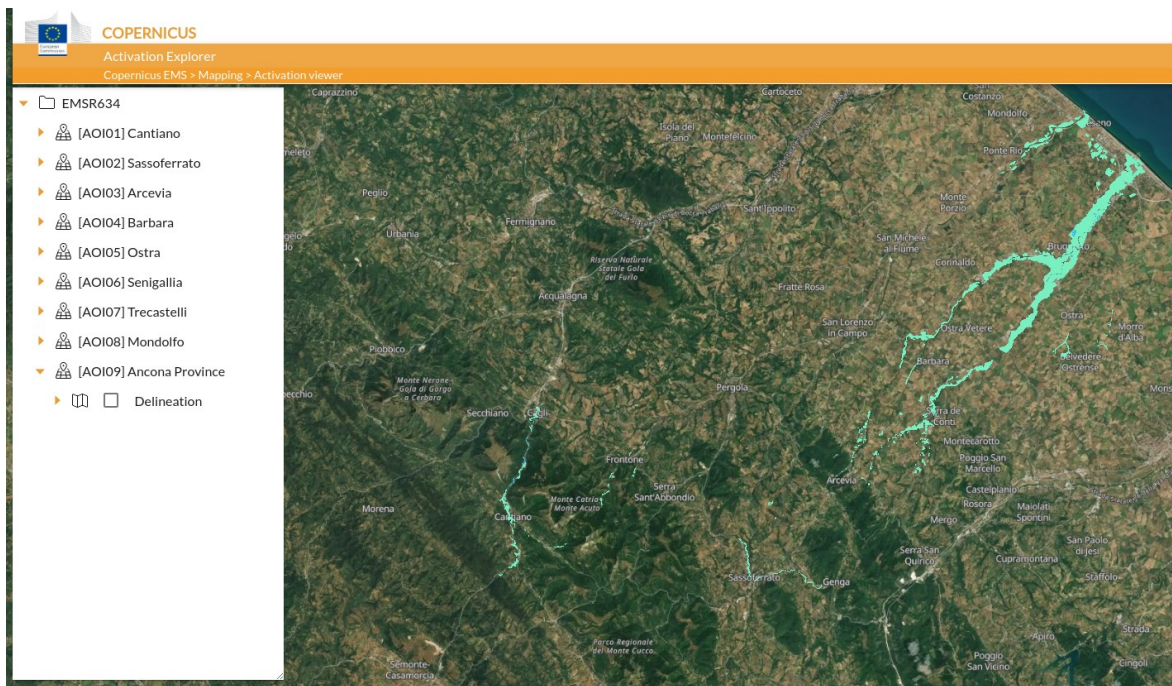 COPERNICUS
Activation Explorer
Copernicus EMS > Mapping > Activation viewer
EMSR634
[AOI01] Cantiano
[AOI02] Sassoferrato
[AOI03] Arcevia
[AOI04] Barbara
[AOI05] Ostra
[AOI06] Senigallia
[AOI07] Trecastelli
[AOI08] Mondolfo
[AOI09] Ancona Province
Delineation
Caprazzino
Cartoceto
Costanzo
Mondolfo
Isola del
Piano
Montefelcino
Ponte Rio
Peglio
Monte
Porzio
Sant'Ippolito
Fermignano
Urbania
San Michele
al Fiume
Riserva Naturale
Statale Gola
del Furlo
Corinaldo
Fratte Rosa
Acqualagna
Ostra
San Lorenzo
in Campo
Ostra Vetere
Morro
d'Alba
Piobbico
Barbara
Belvedere
Ostrense
Monte Nerone
Gola di Gorgo
a Cerbara
Pergola
Secchiano
Cagli
Serra de
Conti
Montecarotto
Poggio San
Marcello
Frontone
Arcevia
Serra
Sant'Abbondio
Castelplanio
Rosora
Monte Catria
Monte Acuto
Morena
Cantiano
Maiolati
Spontini
Mergo
San Paolo
di Jesi
Serra San
Quirico
Cupramontana
Sassoferrato
Genga
Staffolo
Parco Regionale
del Monte Cucco
Apiro
Strada
Semonte-
Casamorcia
Poggio
San Vicino
Cingoli